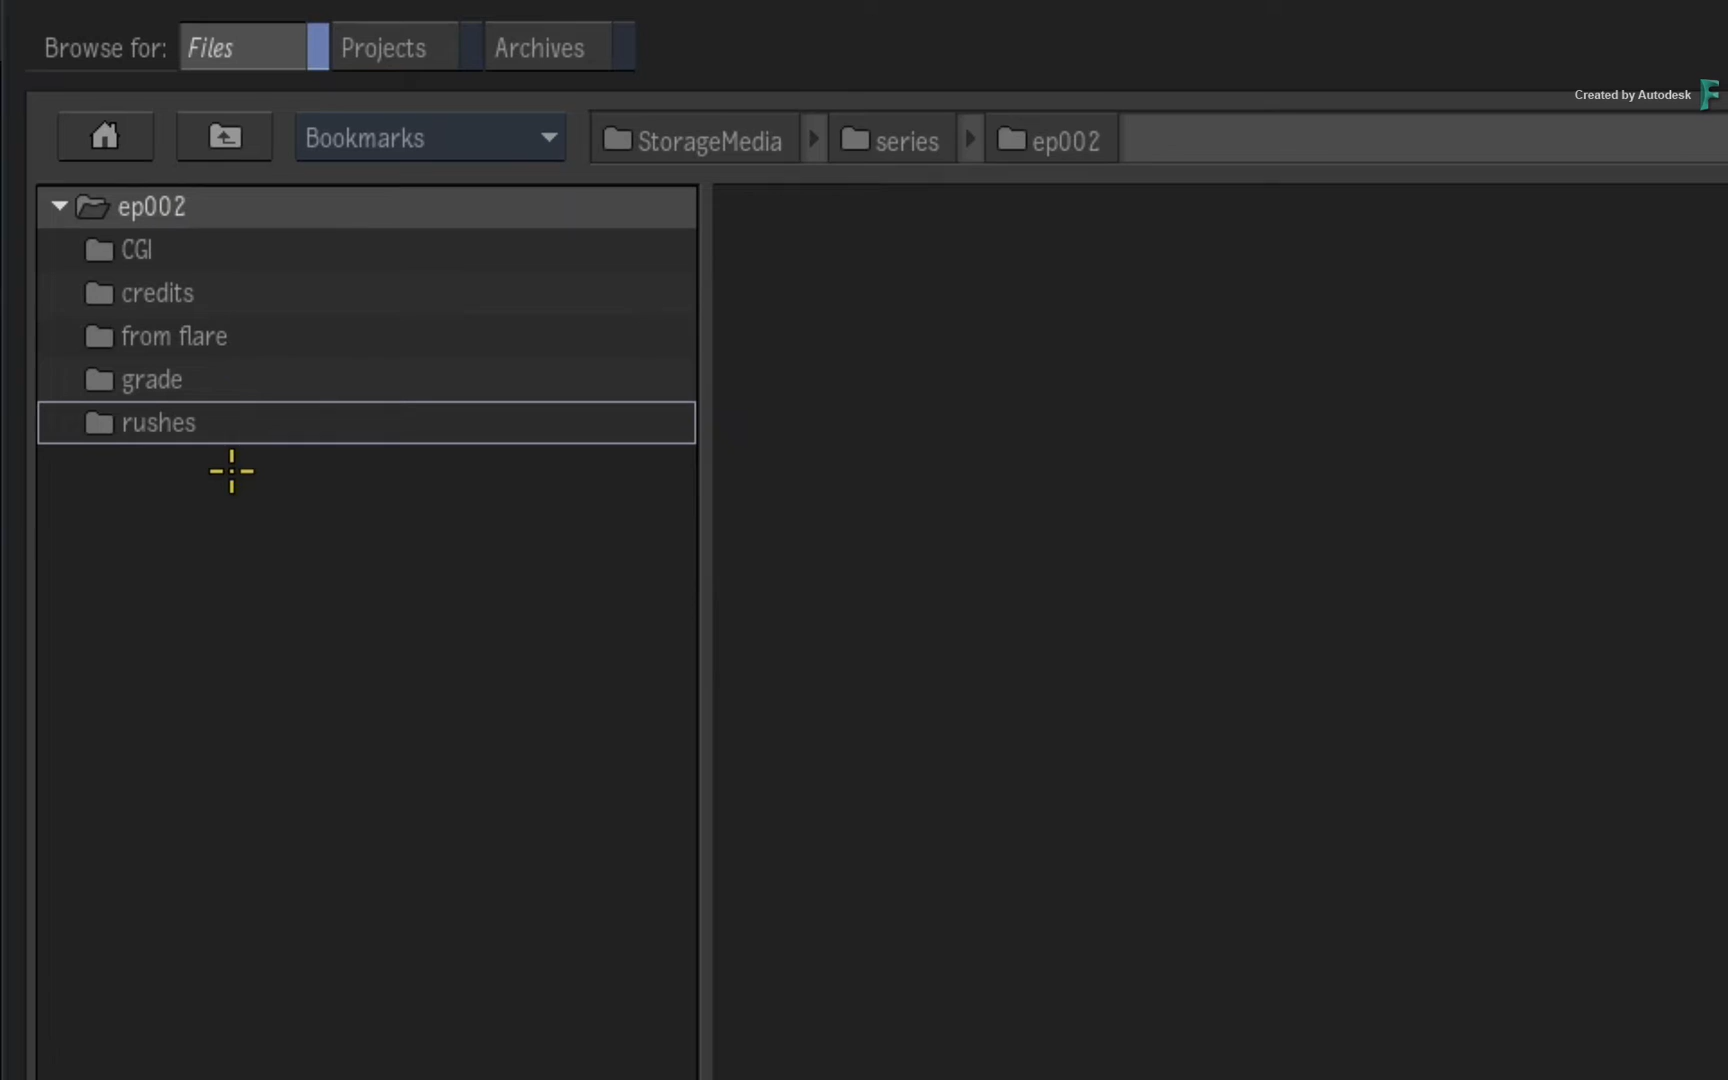 Browse for: Files Projects Archives
Created by Autodesk
Bookmarks StorageMedia series ep002
ep002
CGI
credits
from flare
grade
rushes